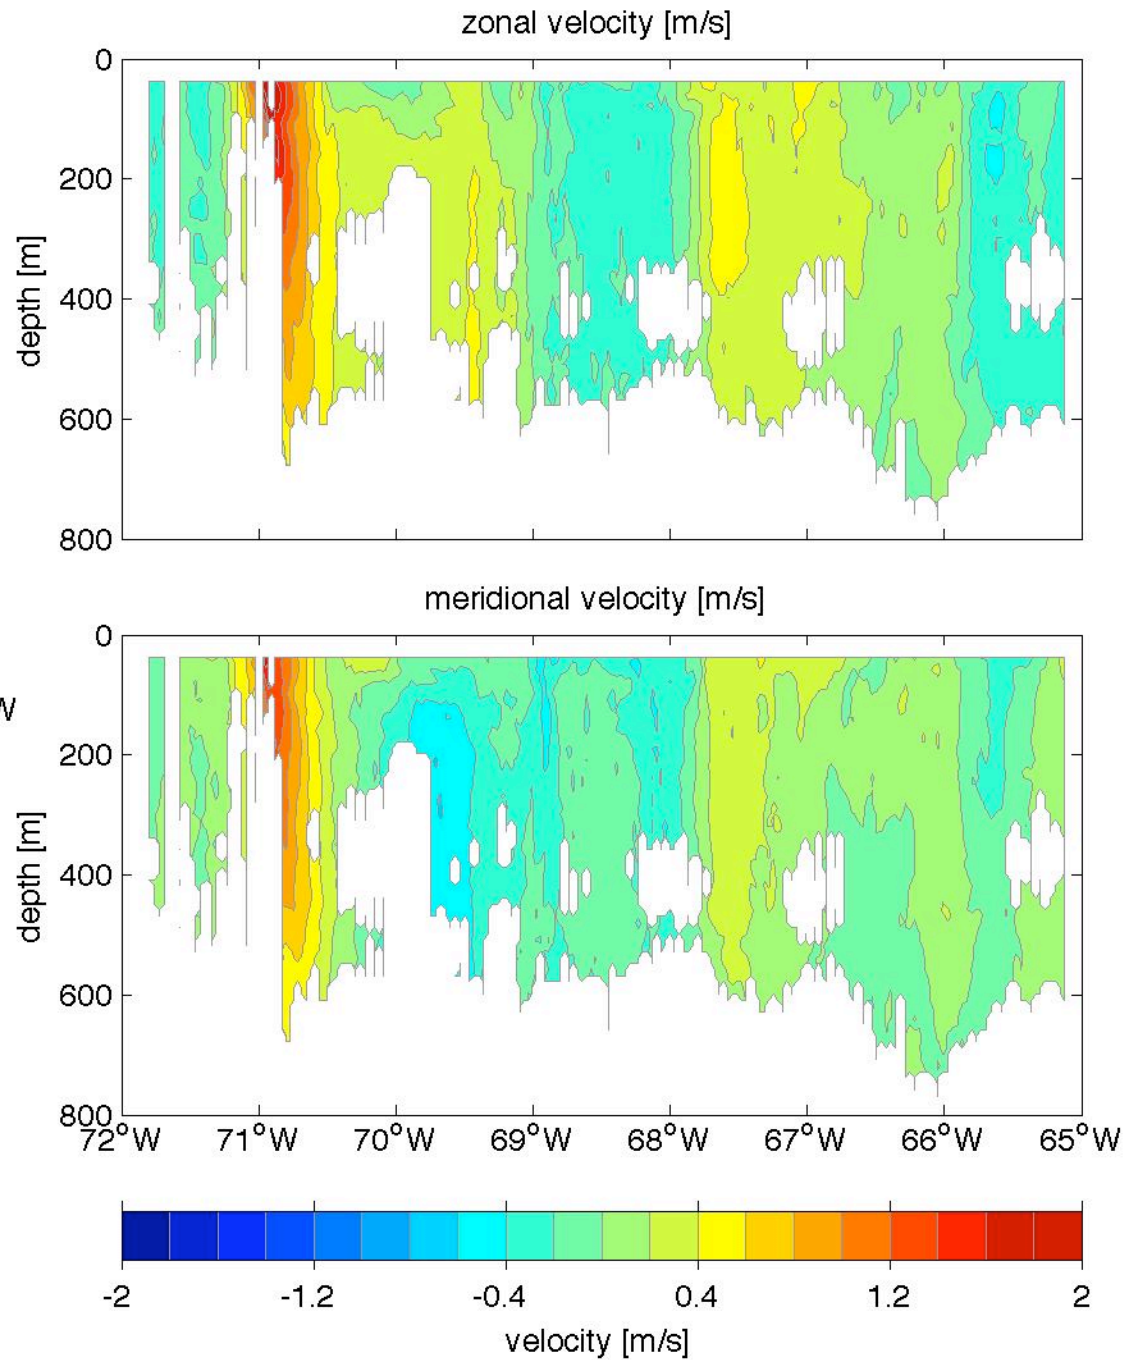 zonal velocity [m/s]
0
200
400
600
800
depth [m]
meridional velocity [m/s]
0
200
400
600
800
depth [m]
W
72°W 71°W 70°W 69°W 68°W 67°W 66°W 65°W
-2 -1.2 -0.4 0.4 1.2 2
velocity [m/s]